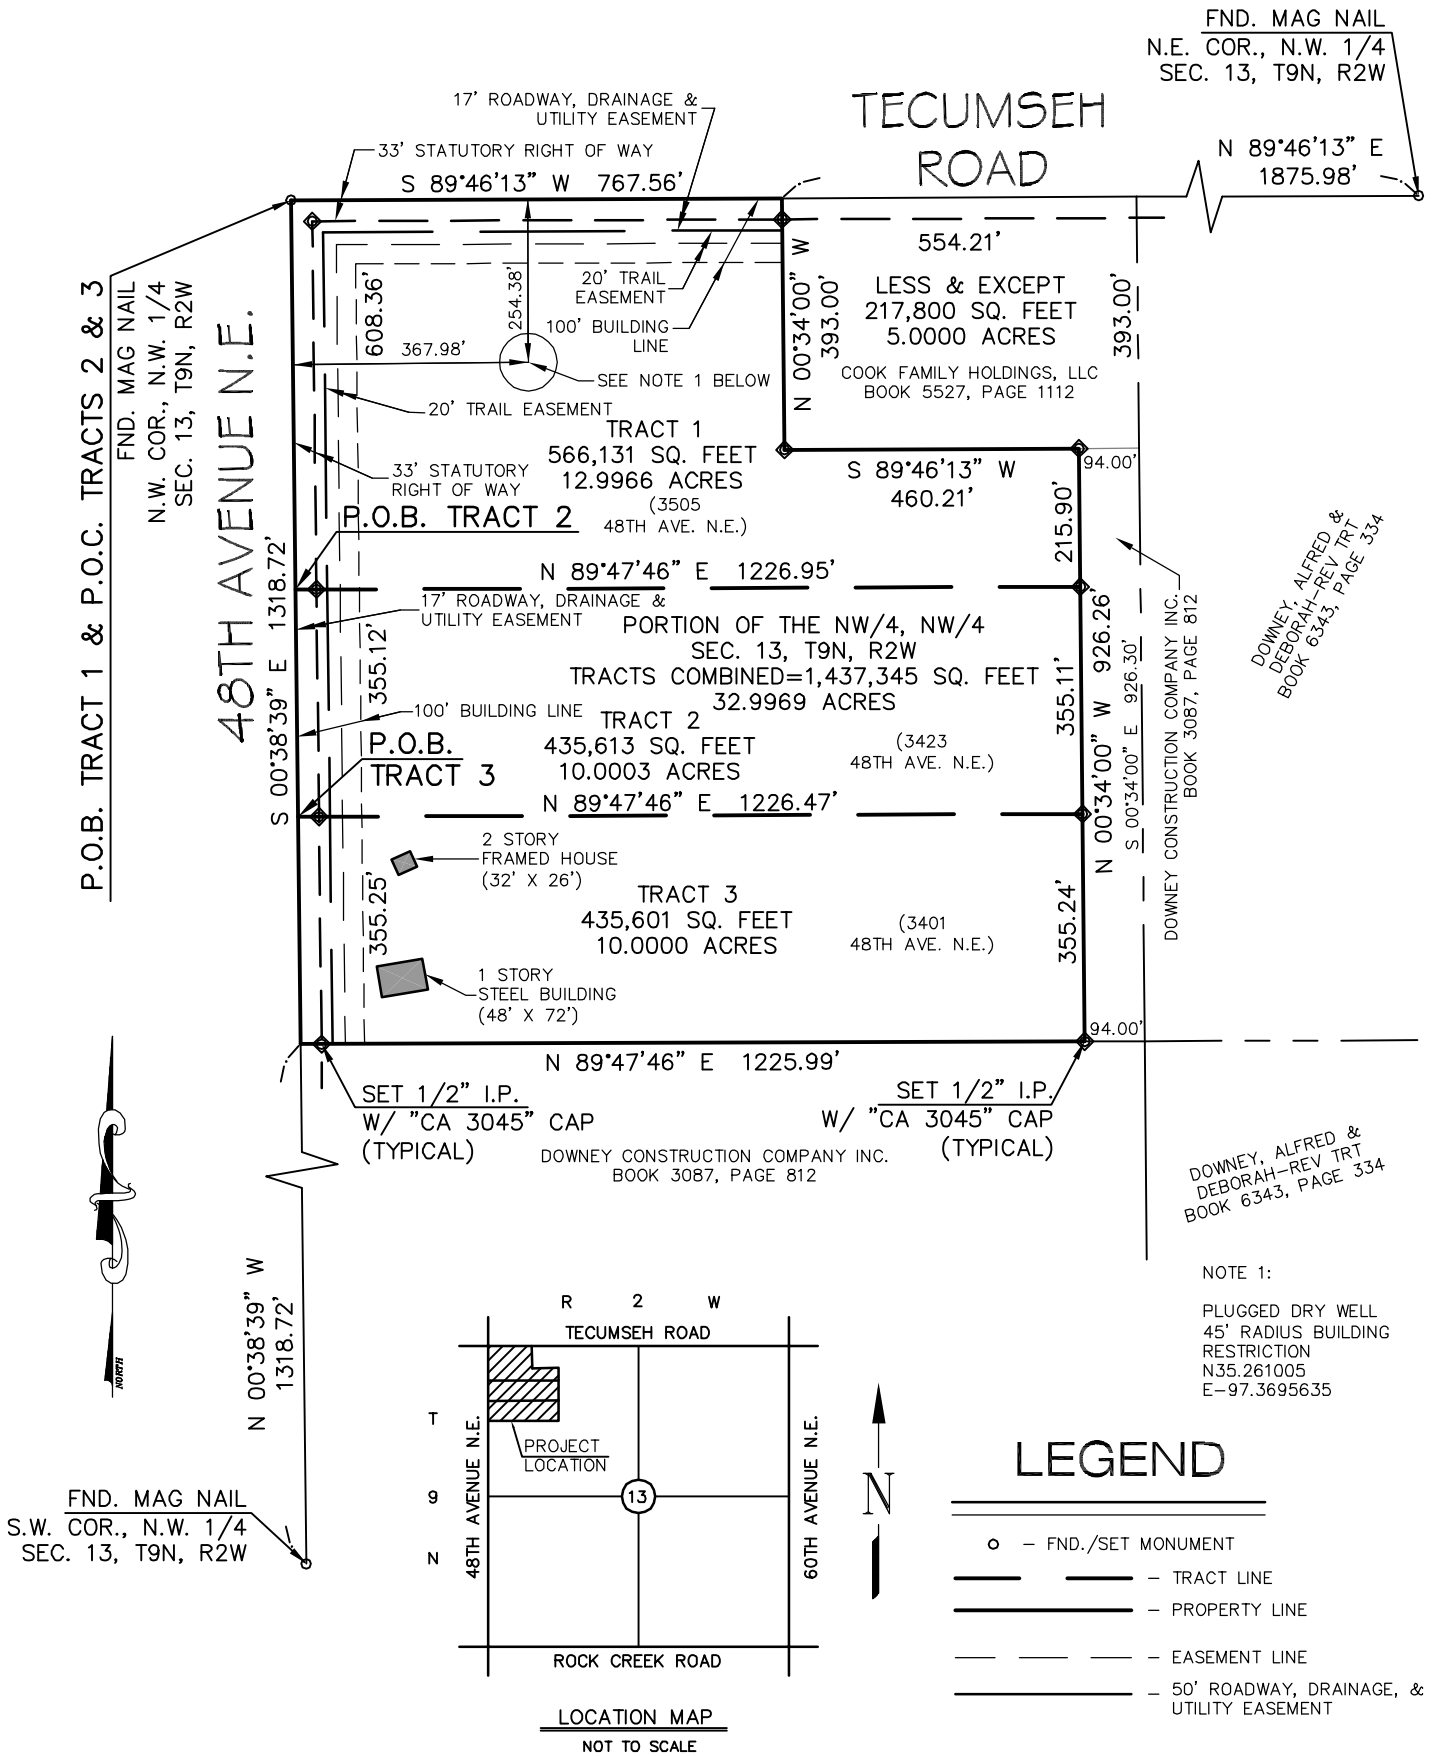 FND. MAG NAIL
N.E. COR., N.W. 1/4
SEC. 13, T9N, R2W
17' ROADWAY, DRAINAGE &
UTILITY EASEMENT
TECUMSEH
ROAD
33' STATUTORY RIGHT OF WAY
S 89°46'13" W 767.56'
N 89°46'13" E
1875.98'
554.21'
LESS & EXCEPT
217,800 SQ. FEET
5.0000 ACRES
COOK FAMILY HOLDINGS, LLC
BOOK 5527, PAGE 1112
N 00°34'00" W
393.00'
393.00'
20' TRAIL
EASEMENT
100' BUILDING
LINE
254.38'
608.36'
367.98'
SEE NOTE 1 BELOW
20' TRAIL EASEMENT
P.O.B. TRACT 1 & P.O.C. TRACTS 2 & 3
FND. MAG NAIL
N.W. COR., N.W. 1/4
SEC. 13, T9N, R2W
48TH AVENUE N.E.
TRACT 1
566,131 SQ. FEET
12.9966 ACRES
(3505
48TH AVE. N.E.)
33' STATUTORY
RIGHT OF WAY
P.O.B. TRACT 2
S 89°46'13" W
460.21'
94.00'
215.90'
N 89°47'46" E 1226.95'
S 00°38'39" E 1318.72'
17' ROADWAY, DRAINAGE &
UTILITY EASEMENT
PORTION OF THE NW/4, NW/4
SEC. 13, T9N, R2W
TRACTS COMBINED=1,437,345 SQ. FEET
32.9969 ACRES
355.12'
355.11'
N 00°34'00" W 926.26'
S 00°34'00" E 926.30'
DOWNEY CONSTRUCTION COMPANY INC.
BOOK 3087, PAGE 812
DOWNEY, ALFRED &
DEBORAH-REV TRT
BOOK 6343, PAGE 334
100' BUILDING LINE
TRACT 2
435,613 SQ. FEET
10.0003 ACRES
(3423
48TH AVE. N.E.)
P.O.B.
TRACT 3
N 89°47'46" E 1226.47'
2 STORY
FRAMED HOUSE
(32' X 26')
355.25'
TRACT 3
435,601 SQ. FEET
10.0000 ACRES
(3401
48TH AVE. N.E.)
355.24'
1 STORY
STEEL BUILDING
(48' X 72')
94.00'
N 89°47'46" E 1225.99'
SET 1/2" I.P.
W/ "CA 3045" CAP
(TYPICAL)
SET 1/2" I.P.
W/ "CA 3045" CAP
(TYPICAL)
DOWNEY CONSTRUCTION COMPANY INC.
BOOK 3087, PAGE 812
DOWNEY, ALFRED &
DEBORAH-REV TRT
BOOK 6343, PAGE 334
NORTH
N 00°38'39" W
1318.72'
FND. MAG NAIL
S.W. COR., N.W. 1/4
SEC. 13, T9N, R2W
NOTE 1:
PLUGGED DRY WELL
45' RADIUS BUILDING
RESTRICTION
N35.261005
E-97.3695635
R 2 W
TECUMSEH ROAD
T
9
N
48TH AVENUE N.E.
PROJECT
LOCATION
13
60TH AVENUE N.E.
ROCK CREEK ROAD
LOCATION MAP
NOT TO SCALE
N
LEGEND
- FND./SET MONUMENT
- TRACT LINE
- PROPERTY LINE
- EASEMENT LINE
- 50' ROADWAY, DRAINAGE, &
UTILITY EASEMENT